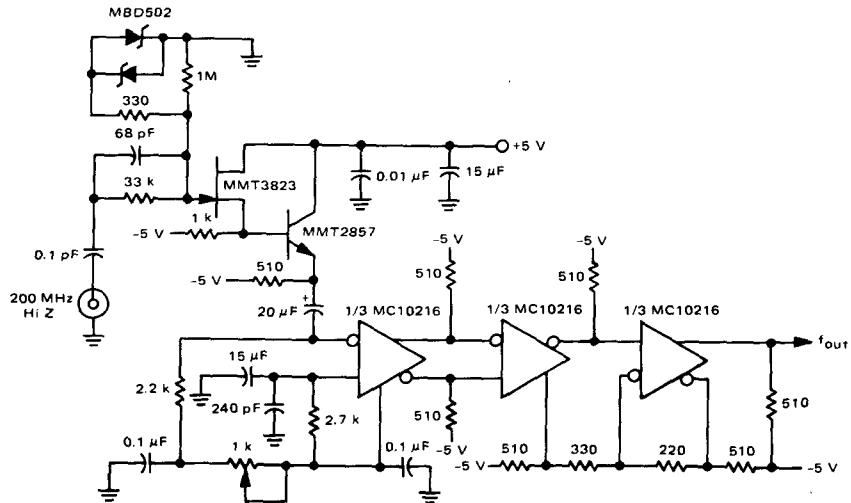 MBD502
1M
330
68 pF
33 k
MMT3823
+5 V
0.01 µF
15 µF
1 k
-5 V
MMT2857
0.1 pF
510
-5 V
200 MHz
Hi Z
20 µF
+
1/3 MC10216
-5 V
510
1/3 MC10216
-5 V
510
1/3 MC10216
fout
15 µF
2.2 k
240 pF
2.7 k
510
-5 V
510
0.1 µF
1 k
0.1 µF
-5 V
510
330
220
510
-5 V